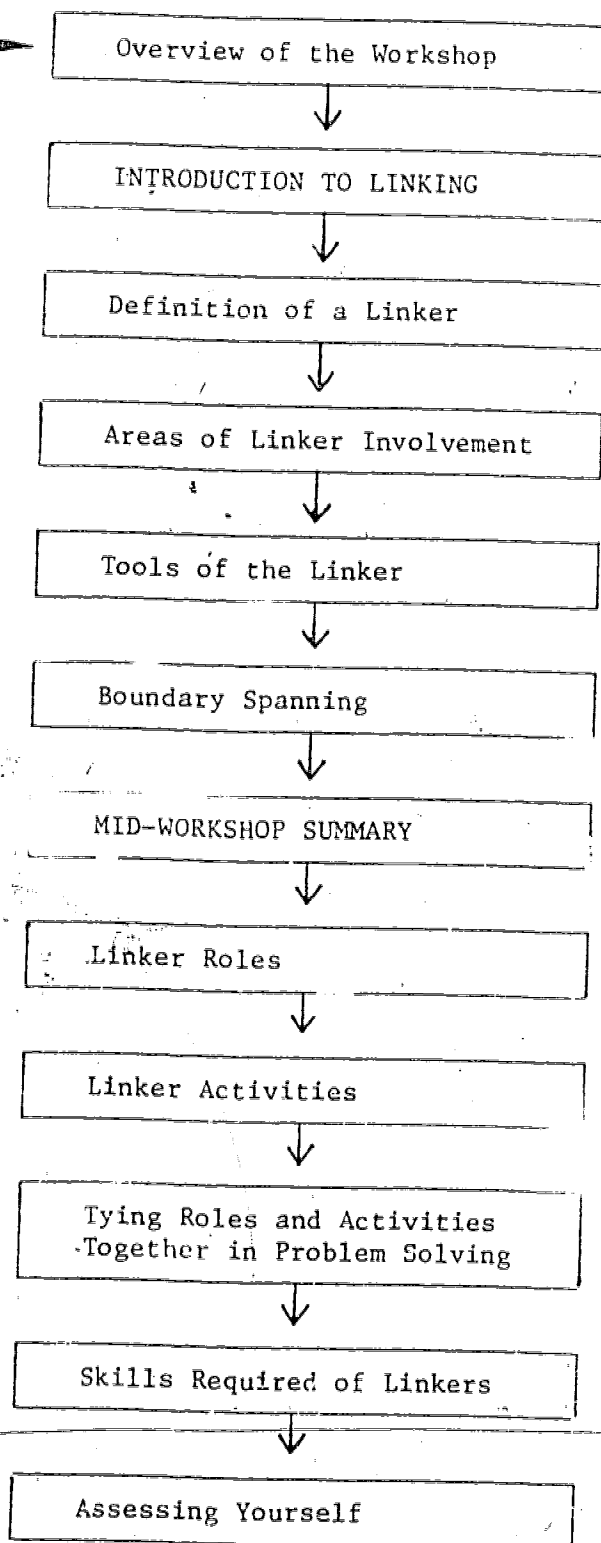 Overview of the Workshop
INTRODUCTION TO LINKING
Definition of a Linker
Areas of Linker Involvement
Tools of the Linker
Boundary Spanning
MID-WORKSHOP SUMMARY
Linker Roles
Linker Activities
Tying Roles and Activities
Together in Problem Solving
Skills Required of Linkers
Assessing Yourself